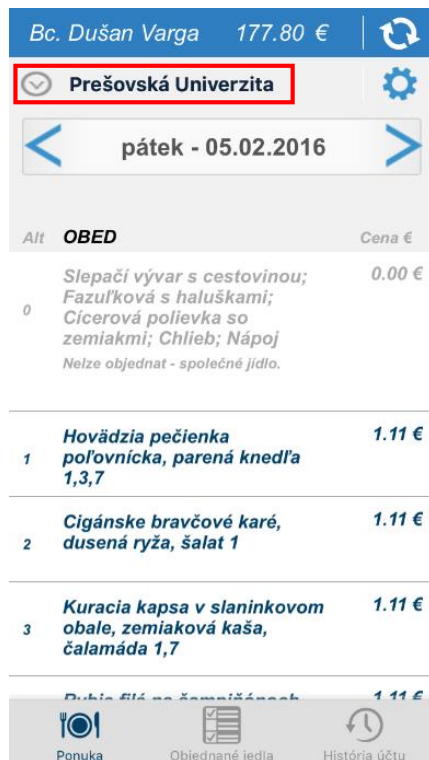 Bc. Dušan Varga 177.80 €
Prešovská Univerzita
pátek - 05.02.2016
Alt OBED Cena €
Slepačí vývar s cestovinou; 0.00 €
Fazuľková s haluškami;
0 Cícerová polievka so
zemiakmi; Chlieb; Nápoj
Nelze objednat - společné jídlo.
Hovädzia pečienka 1.11 €
1 poľovnícka, parená knedľa
1,3,7
Cigánske bravčové karé, 1.11 €
2 dusená ryža, šalat 1
Kuracia kapsa v slaninkovom 1.11 €
3 obale, zemiaková kaša,
čalamáda 1,7
1.11 €
Ponuka Objednané jedla História účtu